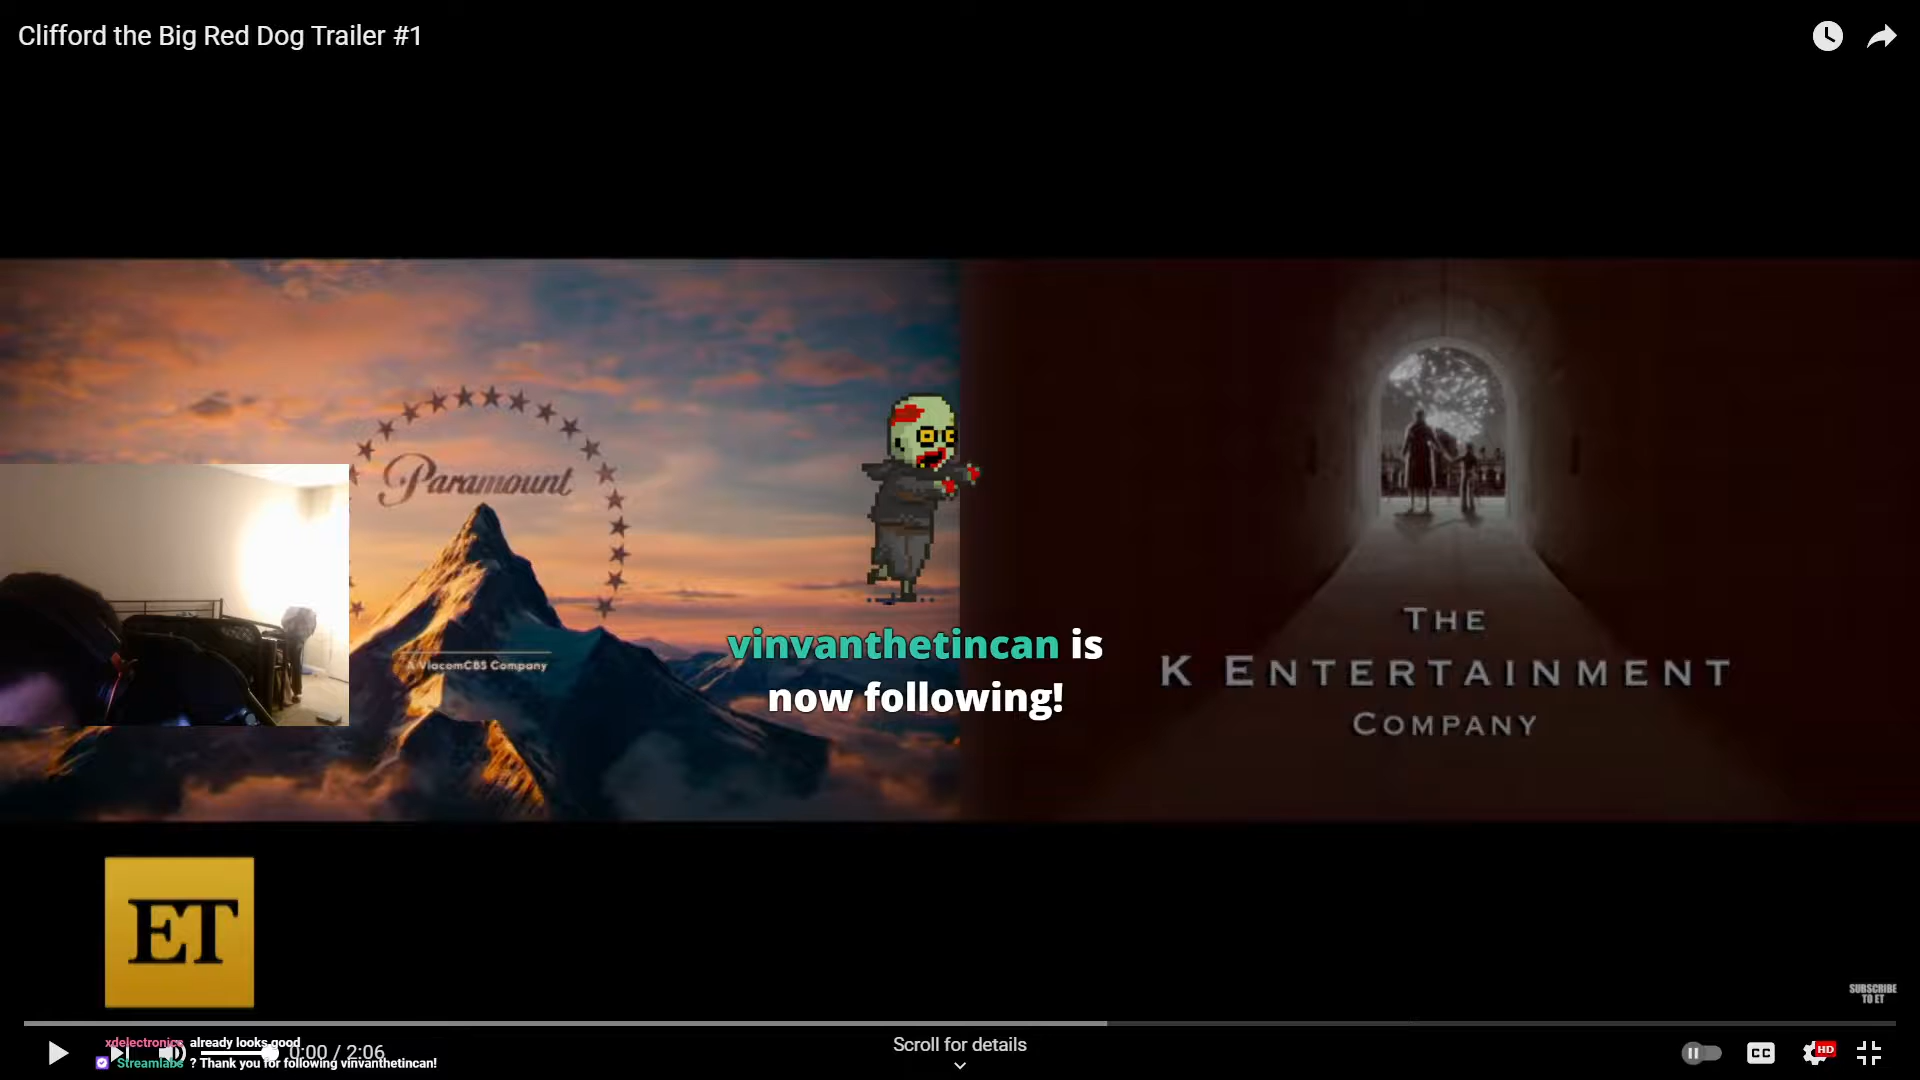 Clifford the Big Red Dog Trailer #1
Paramount
A ViacomCBS Company
vinvanthetincan is
now following!
THE
K ENTERTAINMENT
COMPANY
ET
SUBSCRIBE
TO ET
xdelectronics already looks good
Streamlabs ? Thank you for following vinvanthetincan!
0:00 / 2:06
Scroll for details
CC
HD